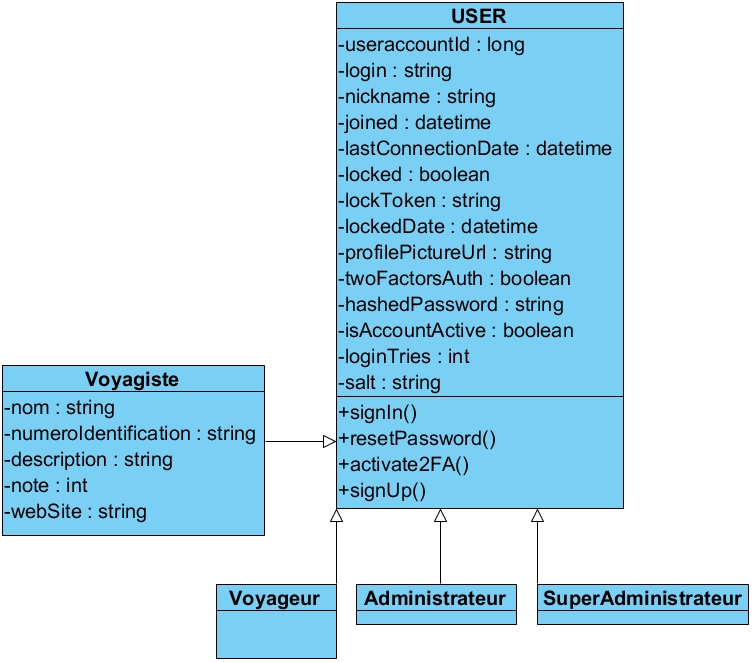 USER
-useraccountId : long
-login : string
-nickname : string
-joined : datetime
-lastConnectionDate : datetime
-locked : boolean
-lockToken : string
-lockedDate : datetime
-profilePictureUrl : string
-twoFactorsAuth : boolean
-hashedPassword : string
-isAccountActive : boolean
-loginTries : int
-salt : string
+signIn()
+resetPassword()
+activate2FA()
+signUp()
Voyagiste
-nom : string
-numeroIdentification : string
-description : string
-note : int
-webSite : string
Voyageur
Administrateur
SuperAdministrateur